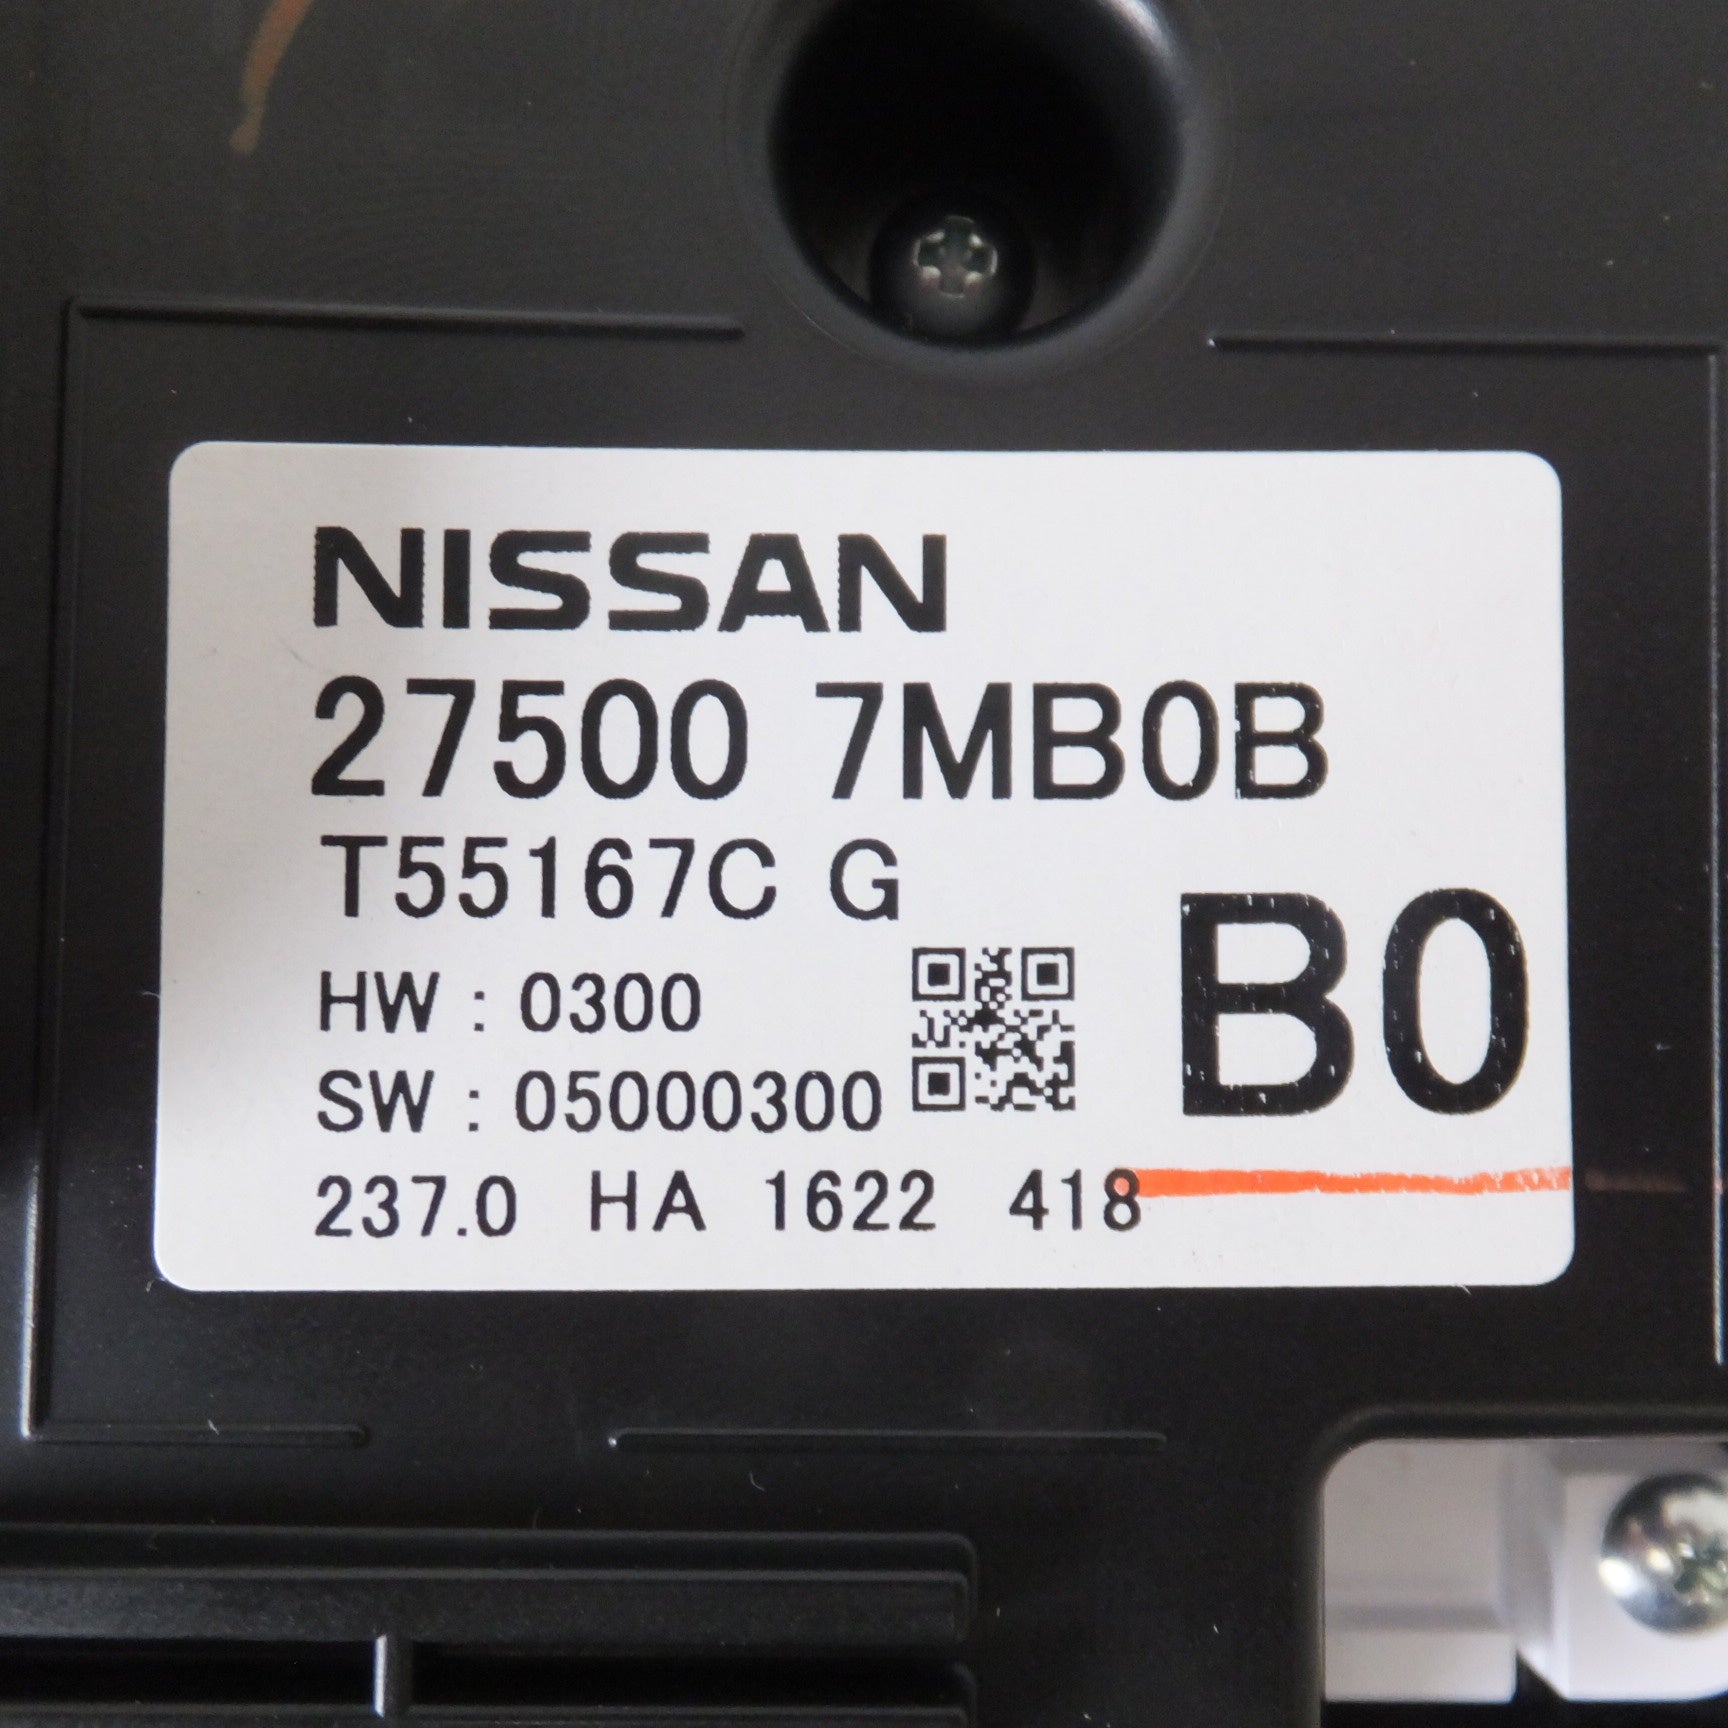 NISSAN
27500 7MB0B
T55167C G
HW : 0300
SW : 05000300
B0
237.0 HA 1622 418